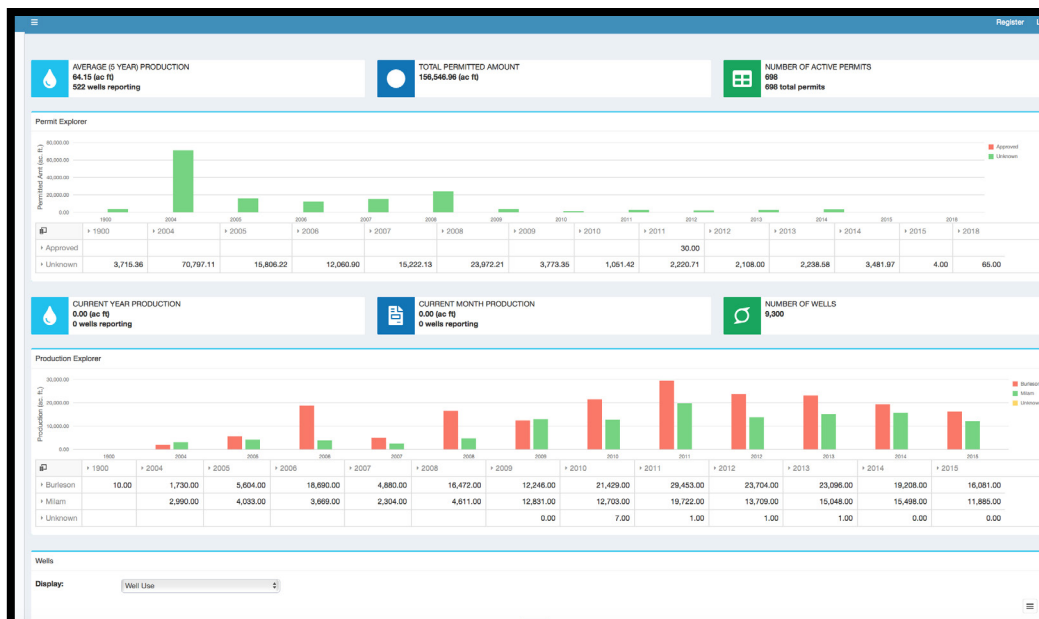 Register
AVERAGE (5 YEAR) PRODUCTION
64.15 (ac ft)
522 wells reporting
TOTAL PERMITTED AMOUNT
156,546.96 (ac ft)
NUMBER OF ACTIVE PERMITS
698
698 total permits
Permit Explorer
Permitted Amt (ac. ft.)
80,000.00
60,000.00
40,000.00
20,000.00
0.00
Approved
Unknown
1900 2004 2005 2006 2007 2008 2009 2010 2011 2012 2013 2014 2015 2018
1900 2004 2005 2006 2007 2008 2009 2010 2011 2012 2013 2014 2015 2018
Approved 30.00
Unknown 3,715.36 70,797.11 15,806.22 12,060.90 15,222.13 23,972.21 3,773.35 1,051.42 2,220.71 2,108.00 2,238.58 3,481.97 4.00 65.00
CURRENT YEAR PRODUCTION
0.00 (ac ft)
0 wells reporting
CURRENT MONTH PRODUCTION
0.00 (ac ft)
0 wells reporting
NUMBER OF WELLS
9,300
Production Explorer
Production (ac. ft.)
30,000.00
20,000.00
10,000.00
0.00
Burleson
Milam
Unknown
1900 2004 2005 2006 2007 2008 2009 2010 2011 2012 2013 2014 2015
1900 2004 2005 2006 2007 2008 2009 2010 2011 2012 2013 2014 2015
Burleson 10.00 1,730.00 5,604.00 18,690.00 4,880.00 16,472.00 12,246.00 21,429.00 29,453.00 23,704.00 23,096.00 19,208.00 16,081.00
Milam 2,990.00 4,033.00 3,669.00 2,304.00 4,611.00 12,831.00 12,703.00 19,722.00 13,709.00 15,048.00 15,498.00 11,885.00
Unknown 0.00 7.00 1.00 1.00 1.00 0.00 0.00
Wells
Display:
Well Use